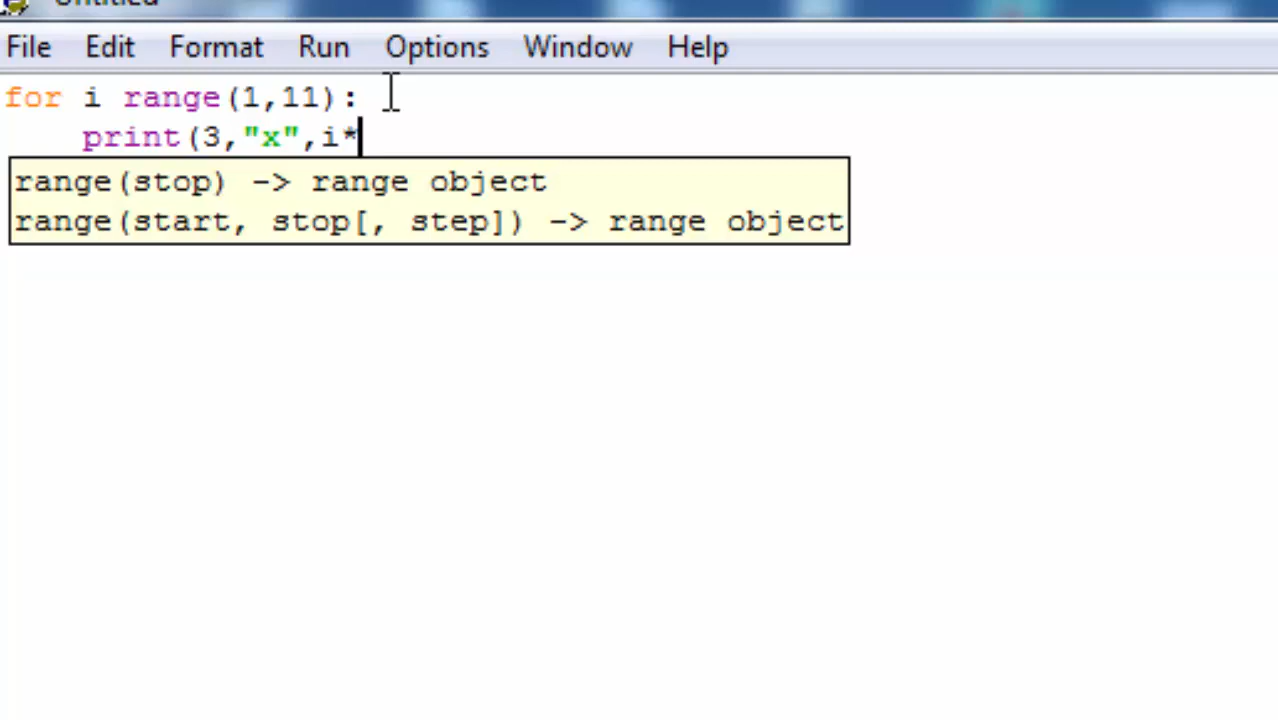 Untitled
File Edit Format Run Options Window Help
for i range(1,11):
print(3,"x",i*
range(stop) -> range object
range(start, stop[, step]) -> range object